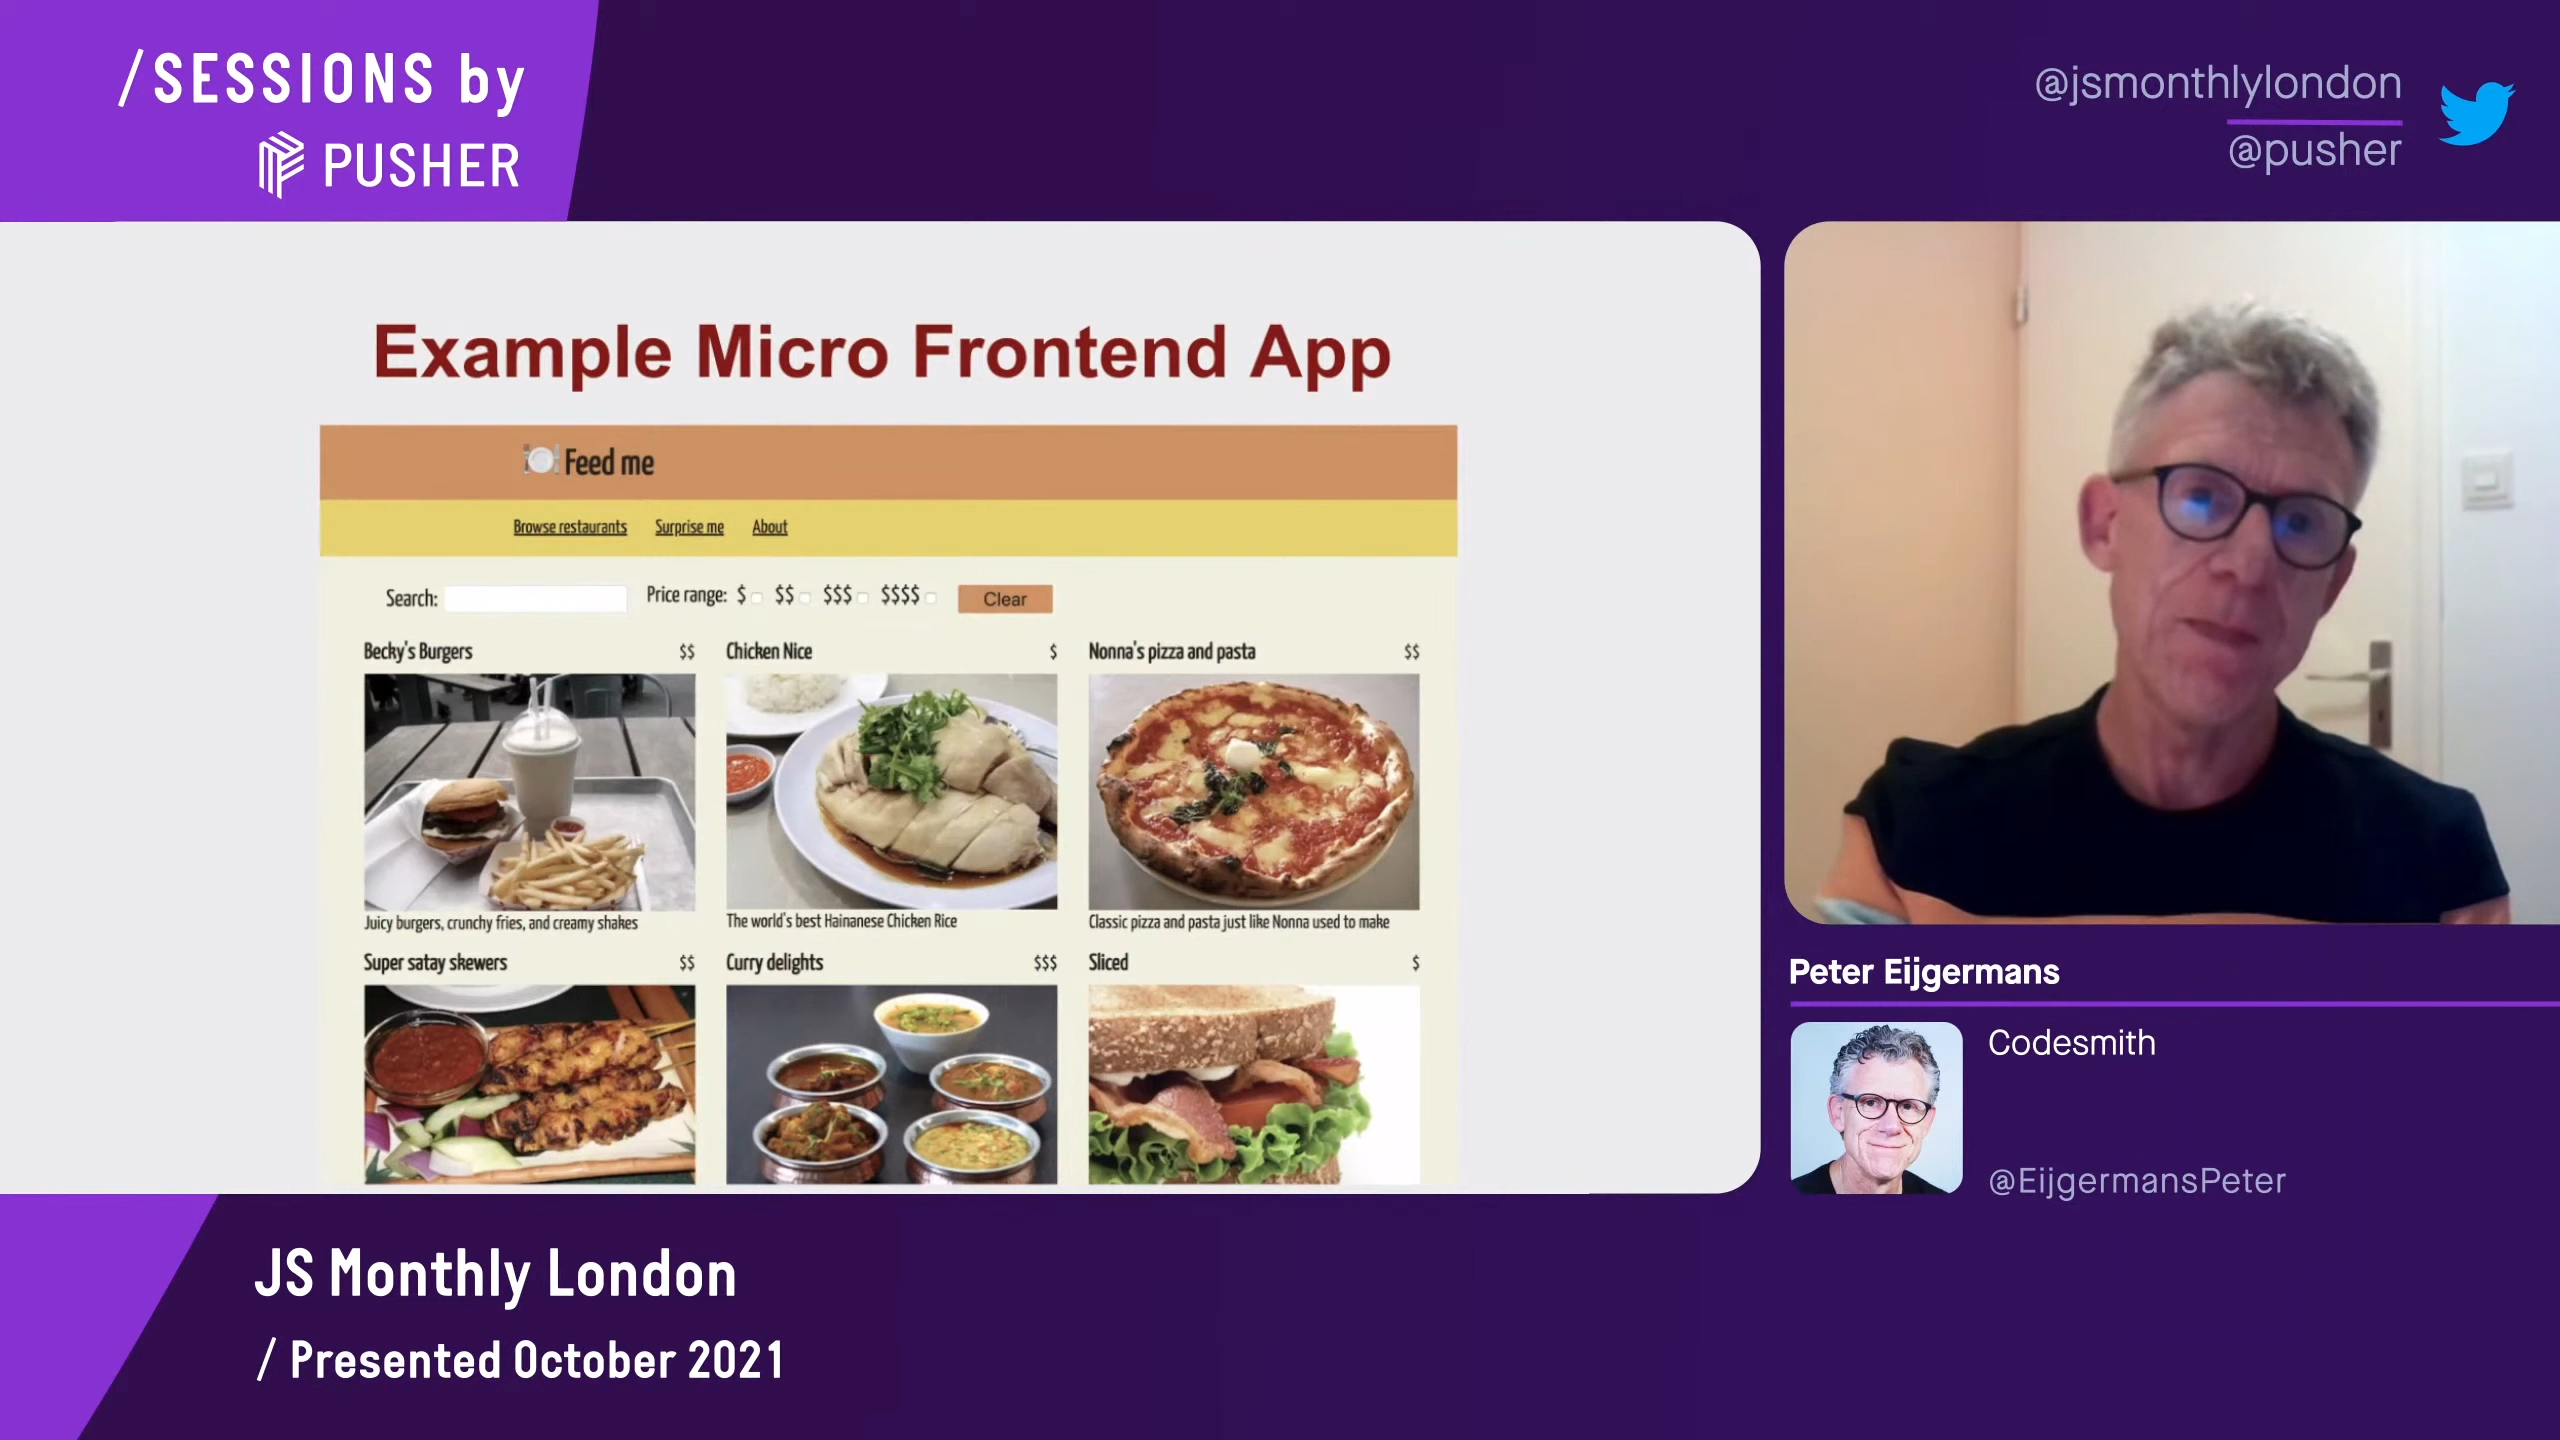 /SESSIONS by
PUSHER
@jsmonthlylondon
@pusher
Example Micro Frontend App
Feed me
Browse restaurants Surprise me About
Search: Price range: $ $$ $$$ $$$$ Clear
Becky's Burgers $$ Chicken Nice $ Nonna's pizza and pasta $$
Juicy burgers, crunchy fries, and creamy shakes The world's best Hainanese Chicken Rice Classic pizza and pasta just like Nonna used to make
Super satay skewers $$ Curry delights $$$ Sliced $
Peter Eijgermans
Codesmith
@EijgermansPeter
JS Monthly London
/ Presented October 2021